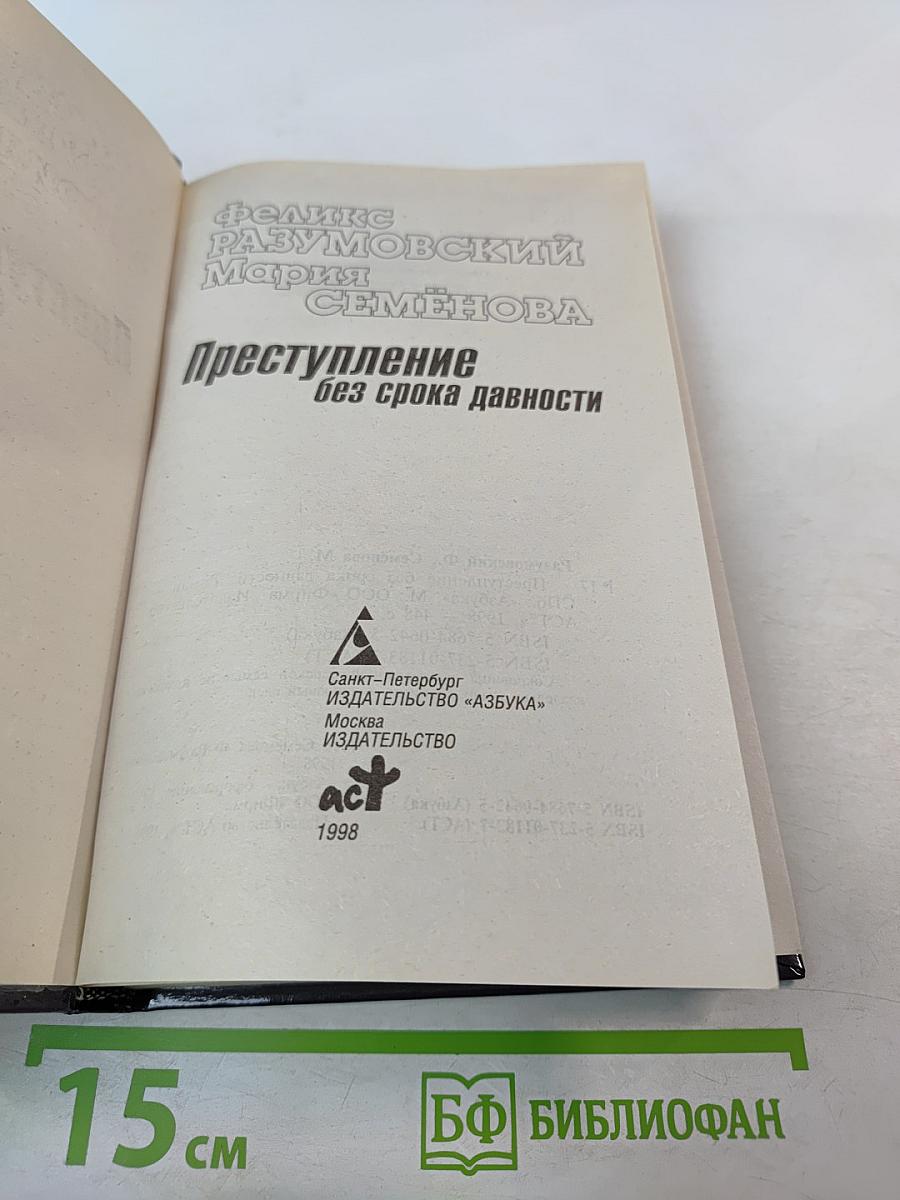 Феликс
РАЗУМОВСКИЙ
Мария
СЕМЁНОВА
Преступление
без срока давности
Санкт–Петербург
ИЗДАТЕЛЬСТВО «АЗБУКА»
Москва
ИЗДАТЕЛЬСТВО
аст
1998
15 см
БФ БИБЛИОФАН